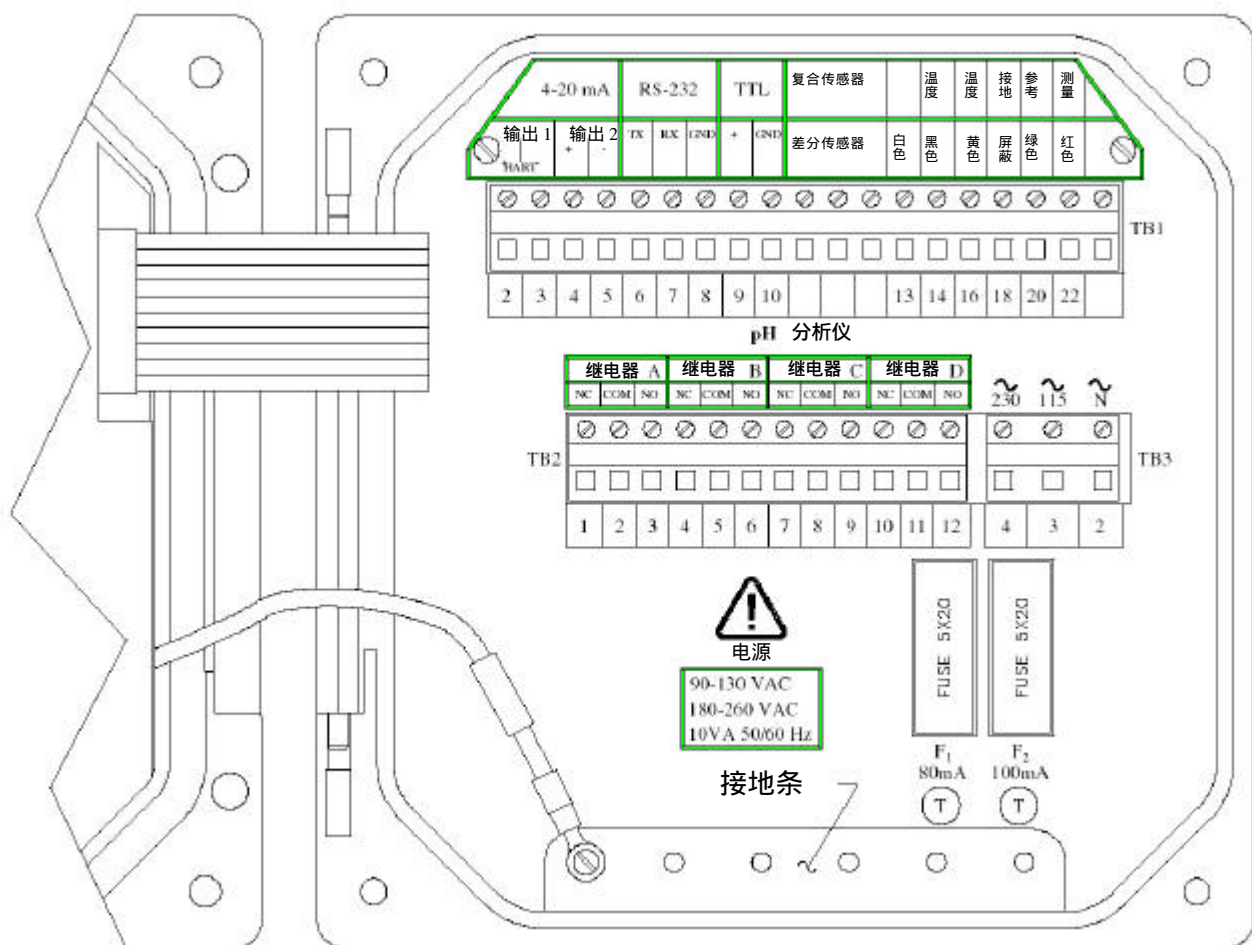 4-20 mA RS-232 TTL 复合传感器 温度 温度 接地 参考 测量
输出 1 输出 2 TX RX GND + GND 差分传感器 白色 黑色 黄色 屏蔽 绿色 红色
+ -
"HART"
TB1
2 3 4 5 6 7 8 9 10 13 14 16 18 20 22
pH 分析仪
继电器 A 继电器 B 继电器 C 继电器 D
NC COM NO NC COM NO NC COM NO NC COM NO 230 115 N
TB2 TB3
1 2 3 4 5 6 7 8 9 10 11 12 4 3 2
FUSE 5X20 FUSE 5X20
电源
90-130 VAC
180-260 VAC
10VA 50/60 Hz
F1 F2
80mA 100mA
接地条
T T